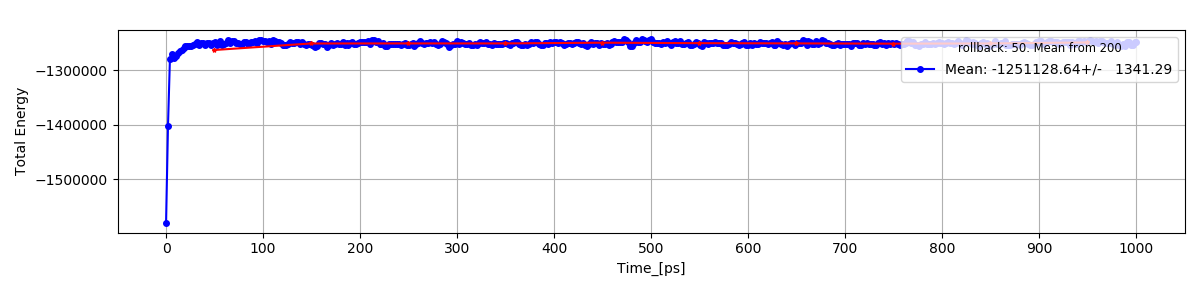 rollback: 50. Mean from 200
Mean: -1251128.64+/-   1341.29
Total Energy
−1300000
−1400000
−1500000
0 100 200 300 400 500 600 700 800 900 1000
Time_[ps]